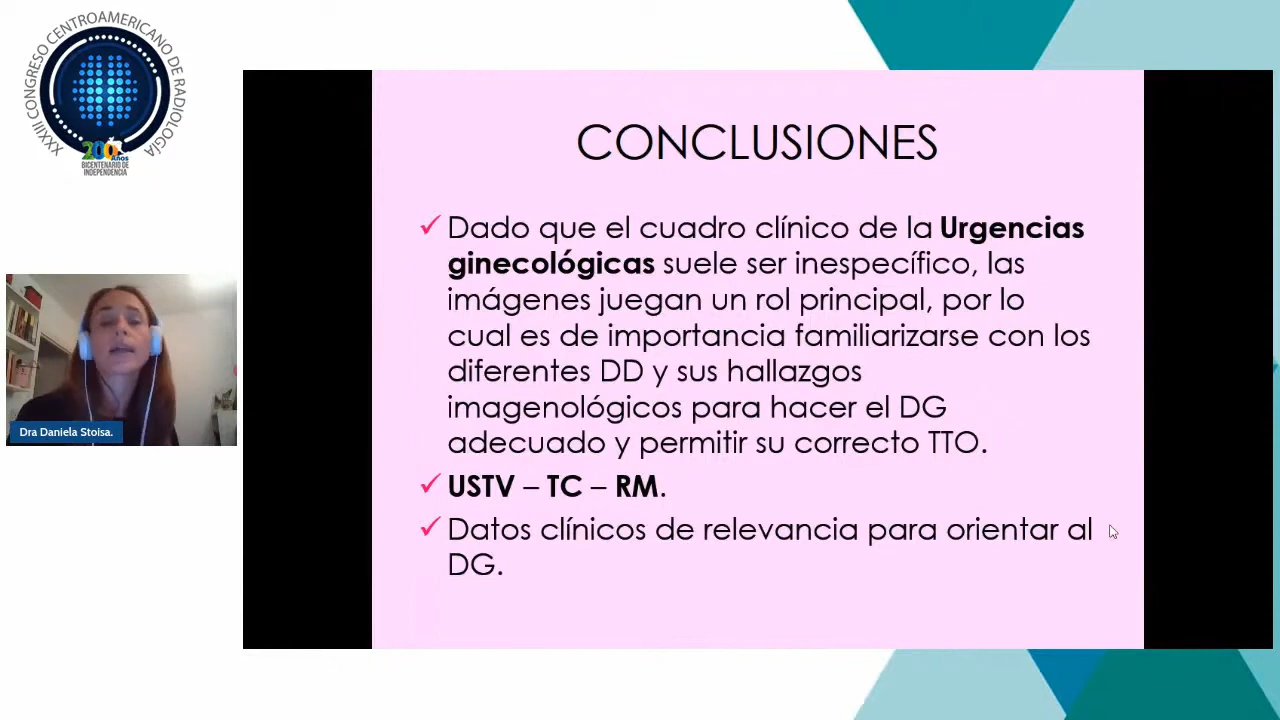 XXXIII CONGRESO CENTROAMERICANO DE RADIOLOGÍA
200
Años
BICENTENARIO DE
INDEPENDENCIA
Dra Daniela Stoisa.
CONCLUSIONES
✓ Dado que el cuadro clínico de la Urgencias
ginecológicas suele ser inespecífico, las
imágenes juegan un rol principal, por lo
cual es de importancia familiarizarse con los
diferentes DD y sus hallazgos
imagenológicos para hacer el DG
adecuado y permitir su correcto TTO.
✓ USTV – TC – RM.
✓ Datos clínicos de relevancia para orientar al
DG.